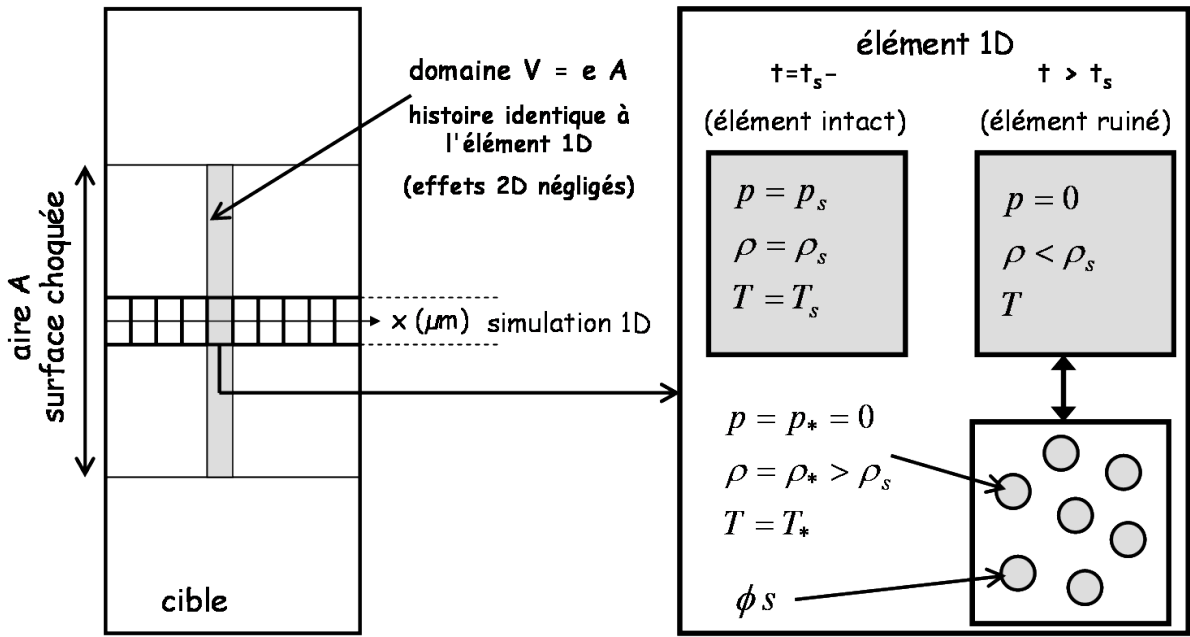 domaine V = e A
histoire identique à
l'élément 1D
(effets 2D négligés)
aire A
surface choquée
x (µm)
simulation 1D
cible
élément 1D
t=tₛ-
(élément intact)
t > tₛ
(élément ruiné)
p = pₛ
ρ = ρₛ
T = Tₛ
p = 0
ρ < ρₛ
T
p = p* = 0
ρ = ρ* > ρₛ
T = T*
ϕ s